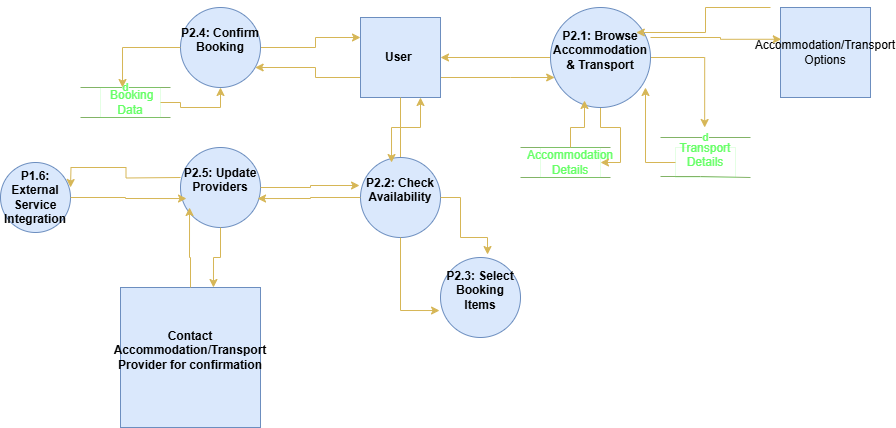 P2.4: Confirm
Booking
User
P2.1: Browse
Accommodation
& Transport
Accommodation/Transport
Options
d
Booking
Data
d
Transport
Details
Accommodation
Details
P1.6:
External
Service
Integration
P2.5: Update
Providers
P2.2: Check
Availability
P2.3: Select
Booking
Items
Contact
Accommodation/Transport
Provider for confirmation